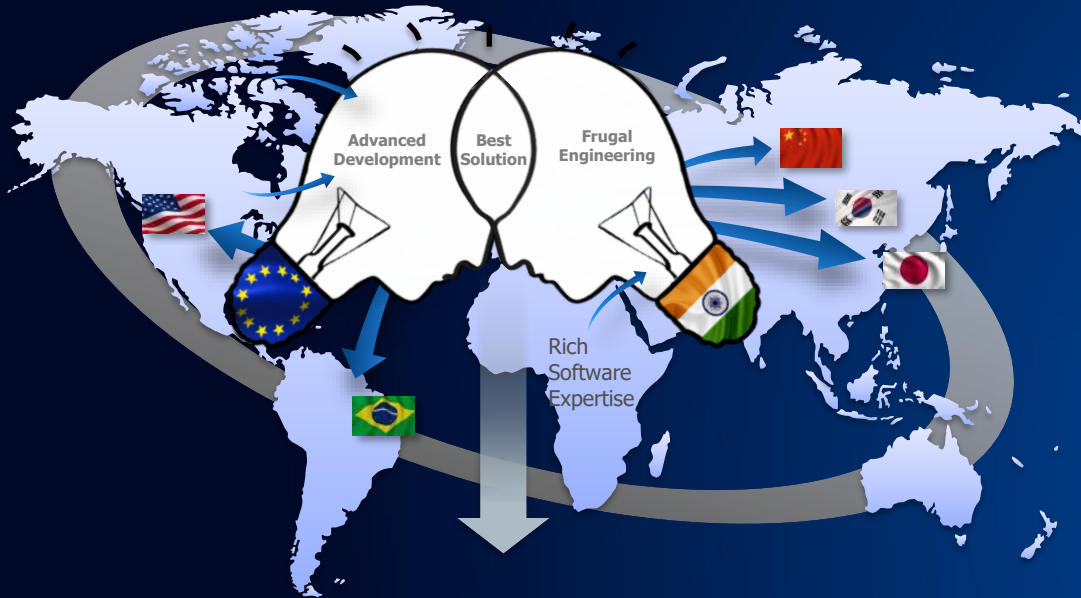 Advanced
Development
Best
Solution
Frugal
Engineering
Rich
Software
Expertise